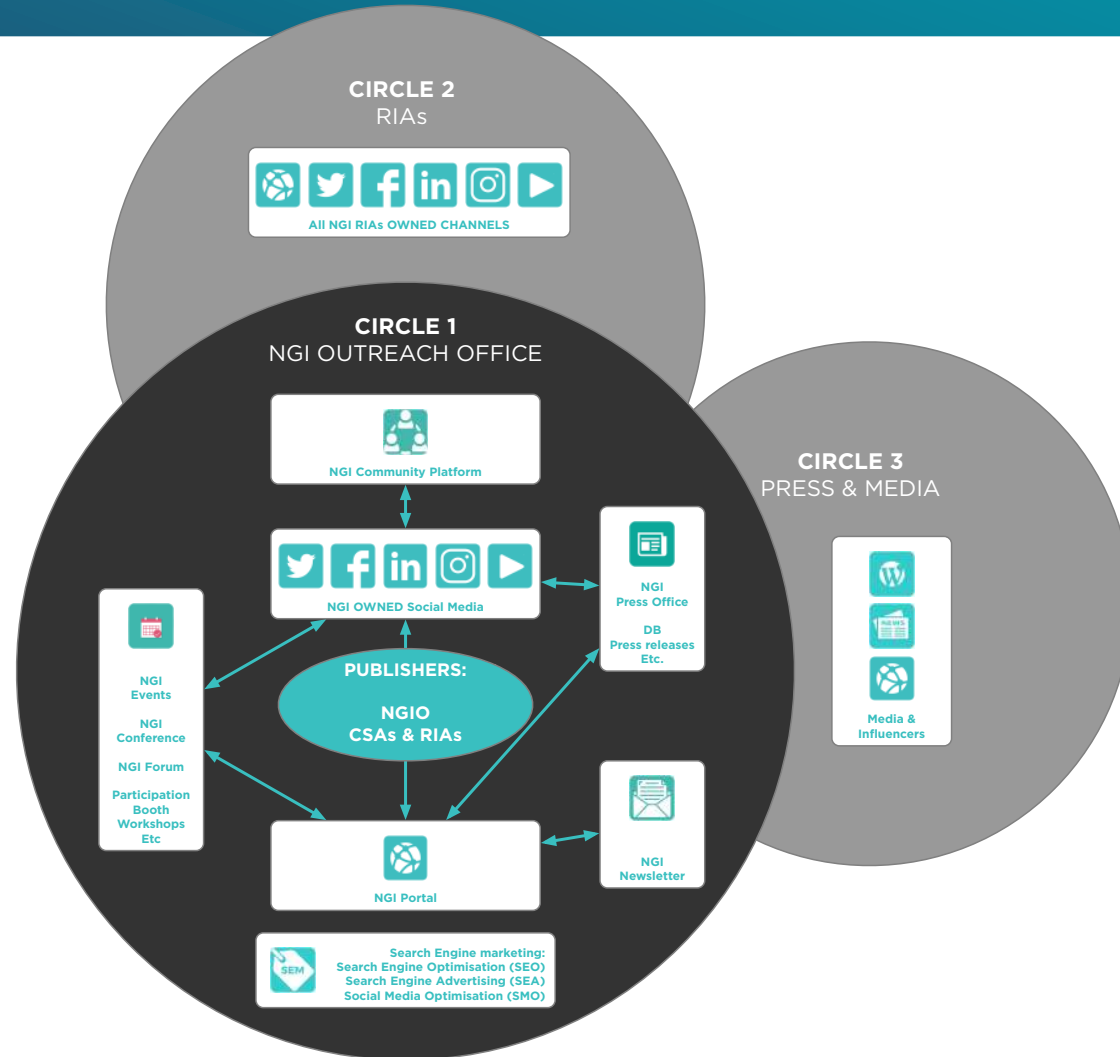 CIRCLE 2
RIAs
All NGI RIAs OWNED CHANNELS
CIRCLE 1
NGI OUTREACH OFFICE
NGI Community Platform
NGI OWNED Social Media
NGI
Press Office
DB
Press releases
Etc.
NGI
Events
NGI
Conference
NGI Forum
Participation
Booth
Workshops
Etc
PUBLISHERS:
NGIO
CSAs & RIAs
NGI Portal
NGI
Newsletter
SEM
Search Engine marketing:
Search Engine Optimisation (SEO)
Search Engine Advertising (SEA)
Social Media Optimisation (SMO)
CIRCLE 3
PRESS & MEDIA
NEWS
Media &
Influencers